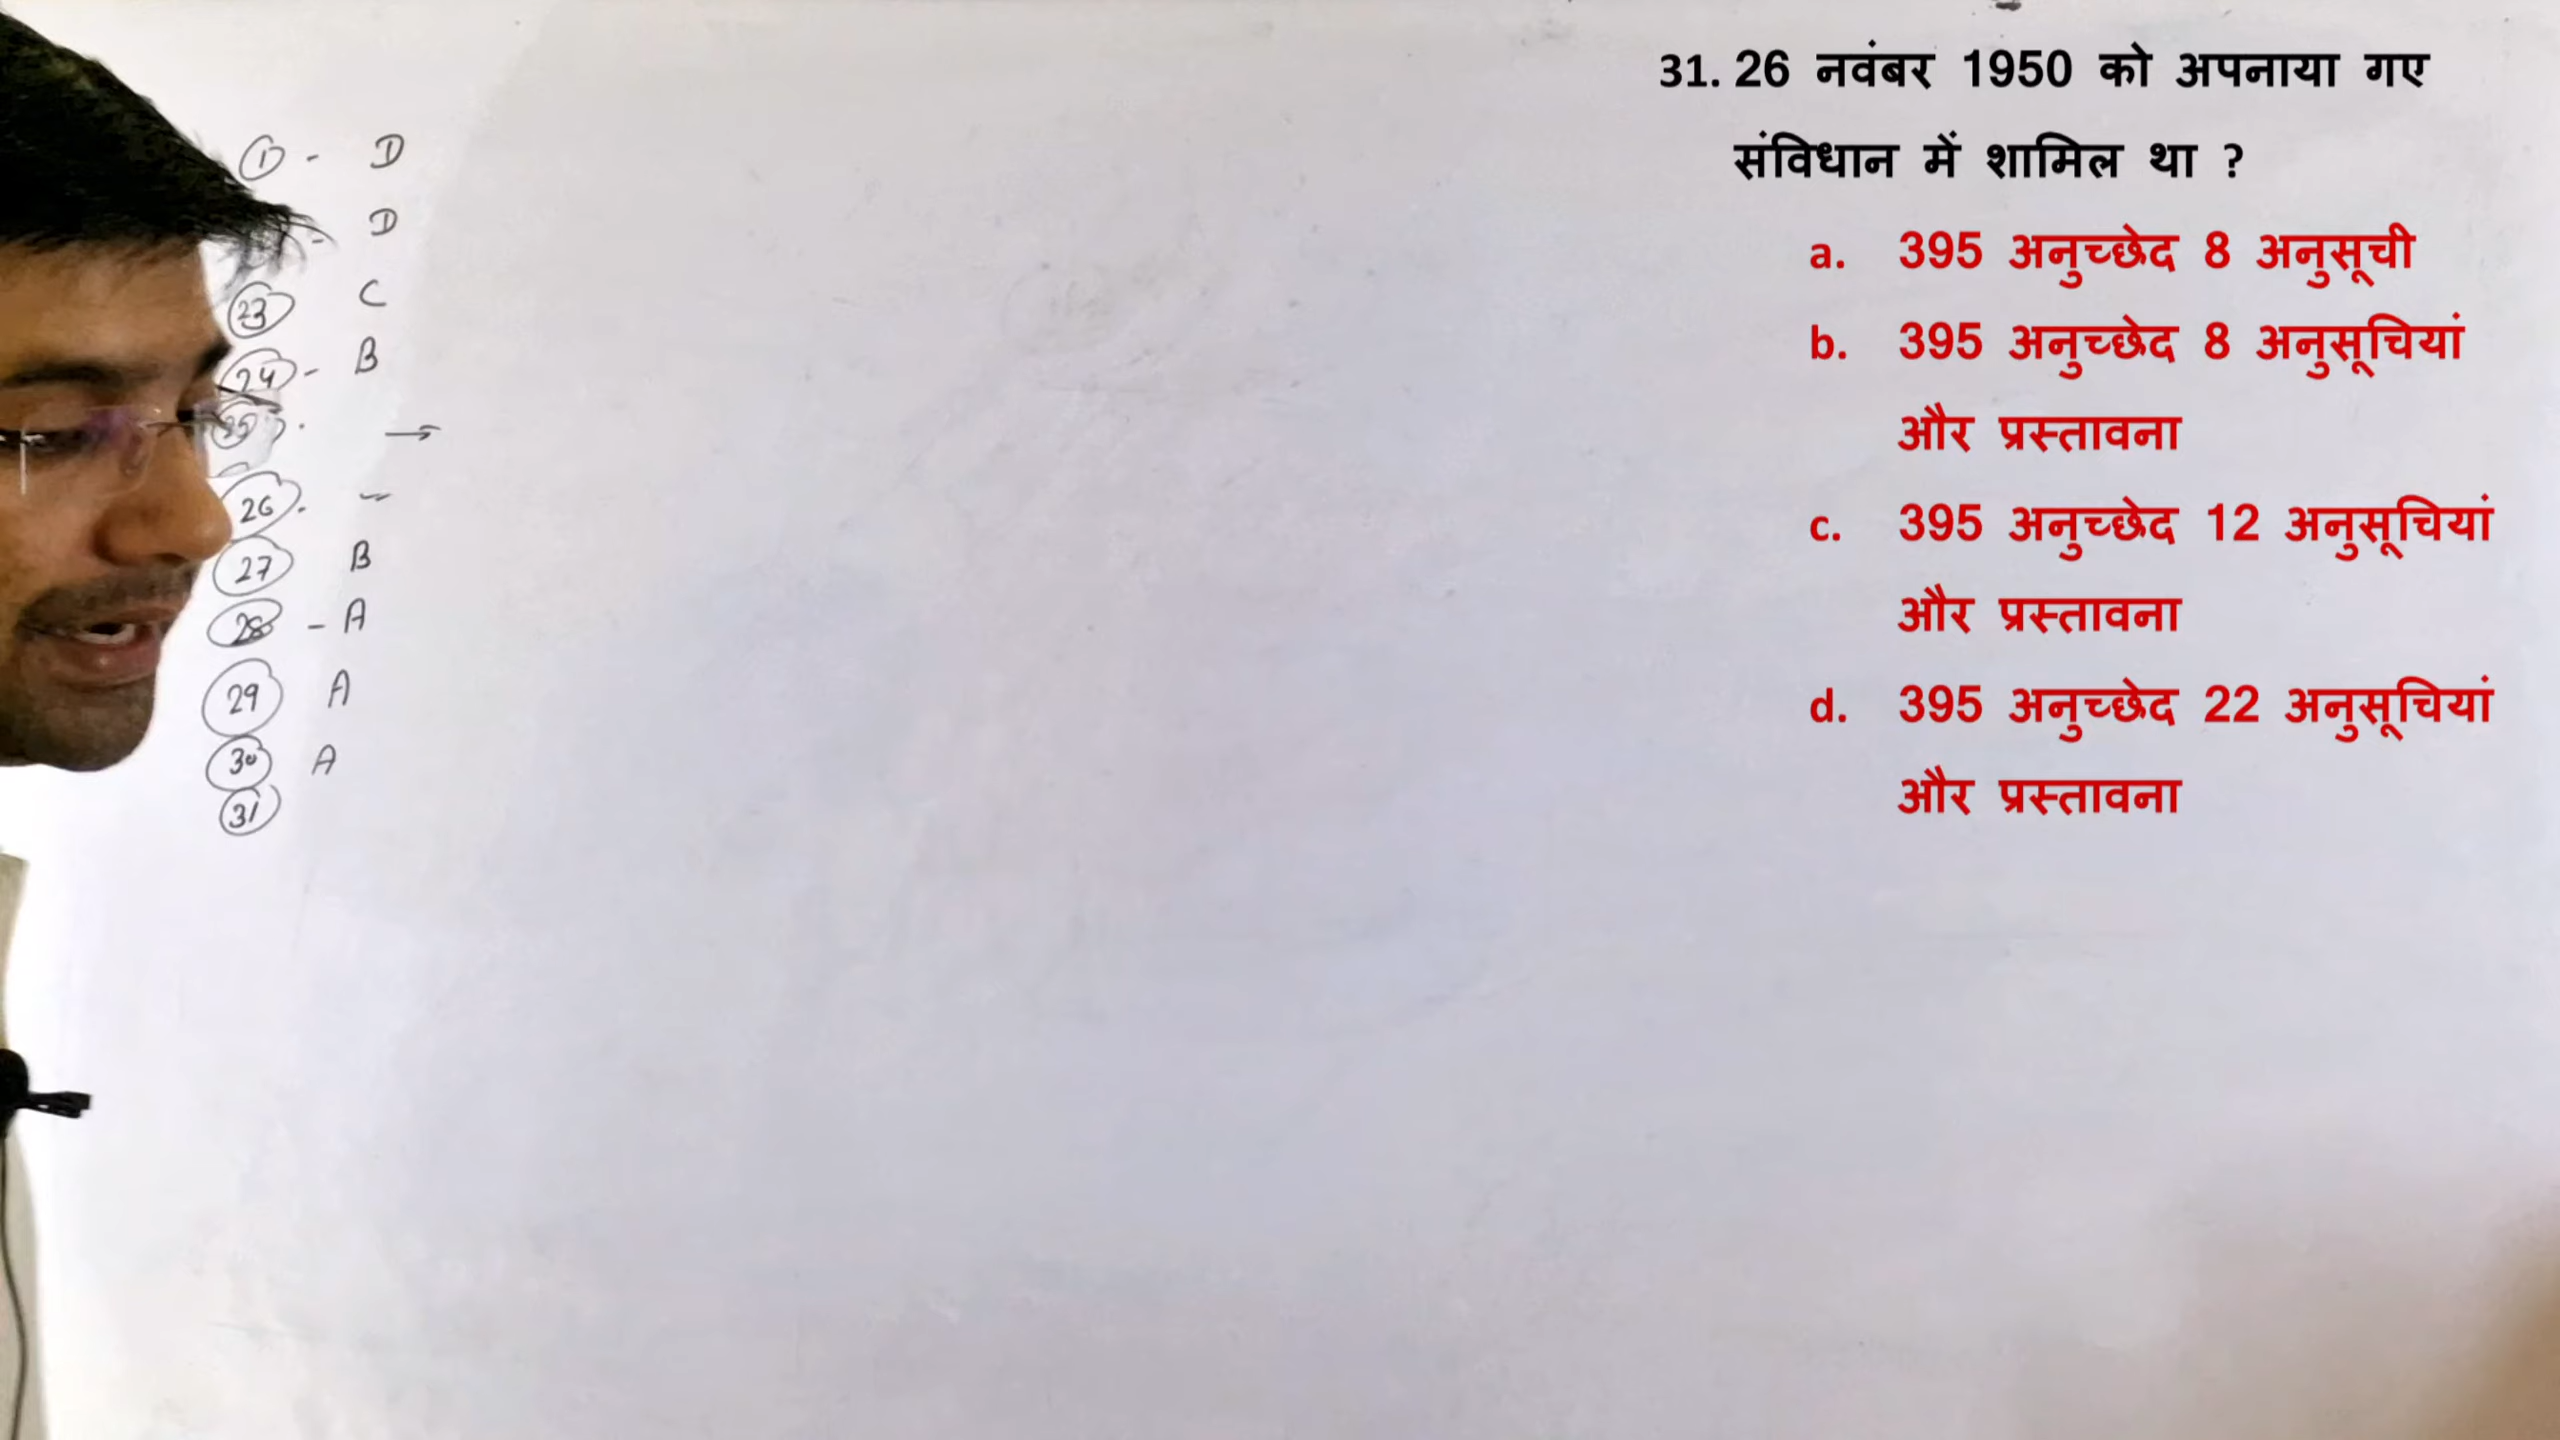 31. 26 नवंबर 1950 को अपनाया गए
संविधान में शामिल था ?
a. 395 अनुच्छेद 8 अनुसूची
b. 395 अनुच्छेद 8 अनुसूचियां
और प्रस्तावना
c. 395 अनुच्छेद 12 अनुसूचियां
और प्रस्तावना
d. 395 अनुच्छेद 22 अनुसूचियां
और प्रस्तावना
① - D
- D
23 C
24 - B
25 . →
26 .
27 B
28 - A
29 A
30 A
31